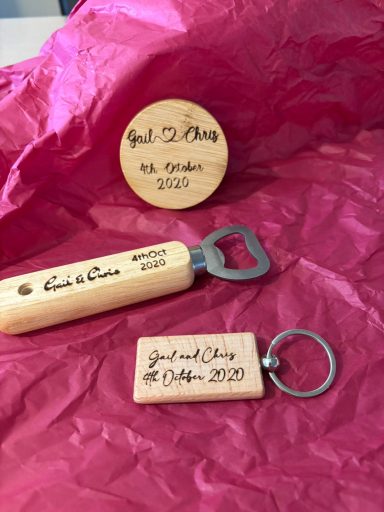 Gail ♡ Chris
4th October
2020
Gail & Chris
4thOct
2020
Gail and Chris
4th October 2020